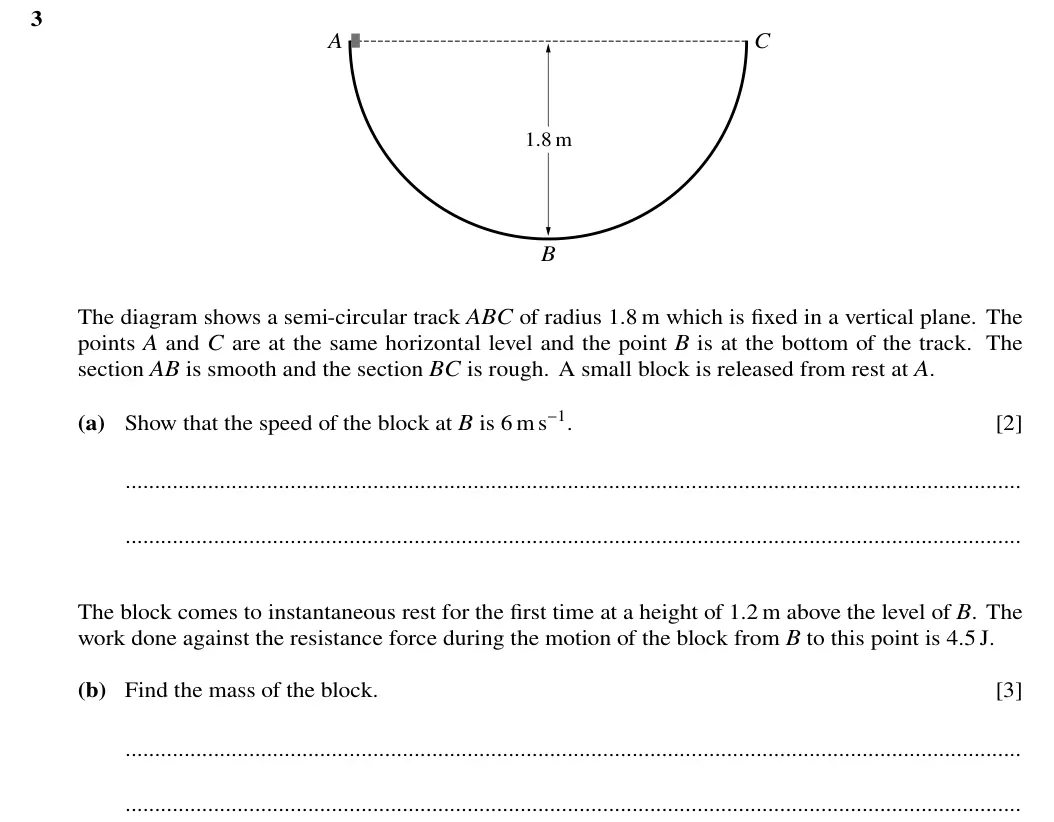 3
A
C
1.8 m
B
The diagram shows a semi-circular track ABC of radius 1.8 m which is fixed in a vertical plane. The
points A and C are at the same horizontal level and the point B is at the bottom of the track. The
section AB is smooth and the section BC is rough. A small block is released from rest at A.
(a) Show that the speed of the block at B is 6 m s⁻¹. [2]
The block comes to instantaneous rest for the first time at a height of 1.2 m above the level of B. The
work done against the resistance force during the motion of the block from B to this point is 4.5 J.
(b) Find the mass of the block. [3]